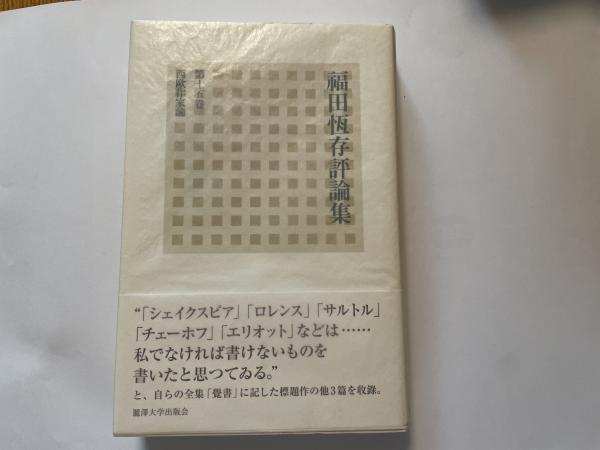 福田恆存評論集
第十五卷
西歐作家論
“「シェイクスピア」「ロレンス」「サルトル」
「チェーホフ」「エリオット」などは……
私でなければ書けないものを
書いたと思つてゐる。”
と、自らの全集「覺書」に記した標題作の他3篇を収録。
麗澤大学出版会